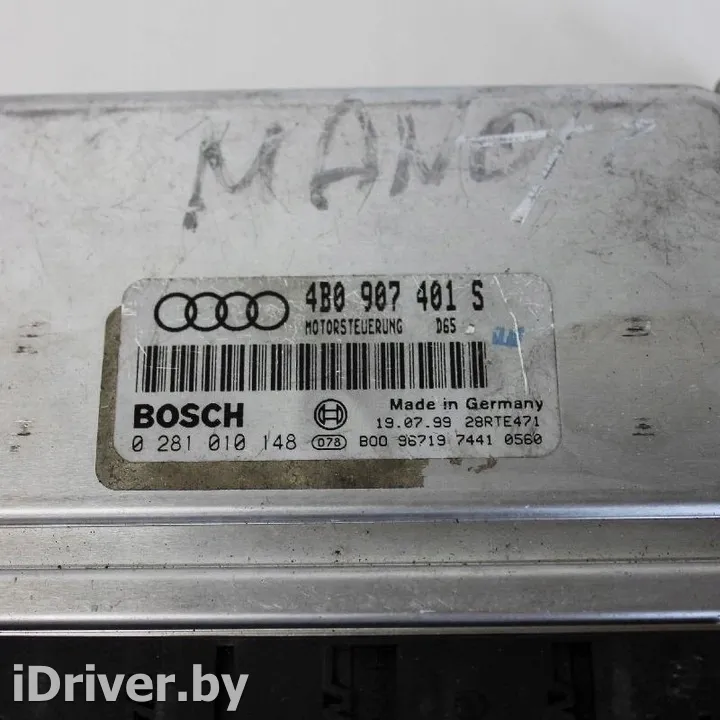 MANO
4B0 907 401 S
MOTORSTEUERUNG D65
BOSCH
Made in Germany
19.07.99 28RTE471
0 281 010 148 078 B00 96719 7441 0560
iDriver.by